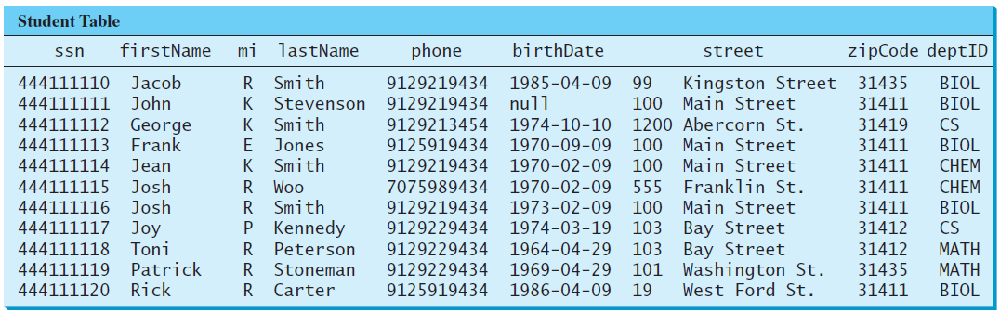 Student Table
ssn firstName mi lastName phone birthDate street zipCode deptID
444111110 Jacob R Smith 9129219434 1985-04-09 99 Kingston Street 31435 BIOL
444111111 John K Stevenson 9129219434 null 100 Main Street 31411 BIOL
444111112 George K Smith 9129213454 1974-10-10 1200 Abercorn St. 31419 CS
444111113 Frank E Jones 9125919434 1970-09-09 100 Main Street 31411 BIOL
444111114 Jean K Smith 9129219434 1970-02-09 100 Main Street 31411 CHEM
444111115 Josh R Woo 7075989434 1970-02-09 555 Franklin St. 31411 CHEM
444111116 Josh R Smith 9129219434 1973-02-09 100 Main Street 31411 BIOL
444111117 Joy P Kennedy 9129229434 1974-03-19 103 Bay Street 31412 CS
444111118 Toni R Peterson 9129229434 1964-04-29 103 Bay Street 31412 MATH
444111119 Patrick R Stoneman 9129229434 1969-04-29 101 Washington St. 31435 MATH
444111120 Rick R Carter 9125919434 1986-04-09 19 West Ford St. 31411 BIOL